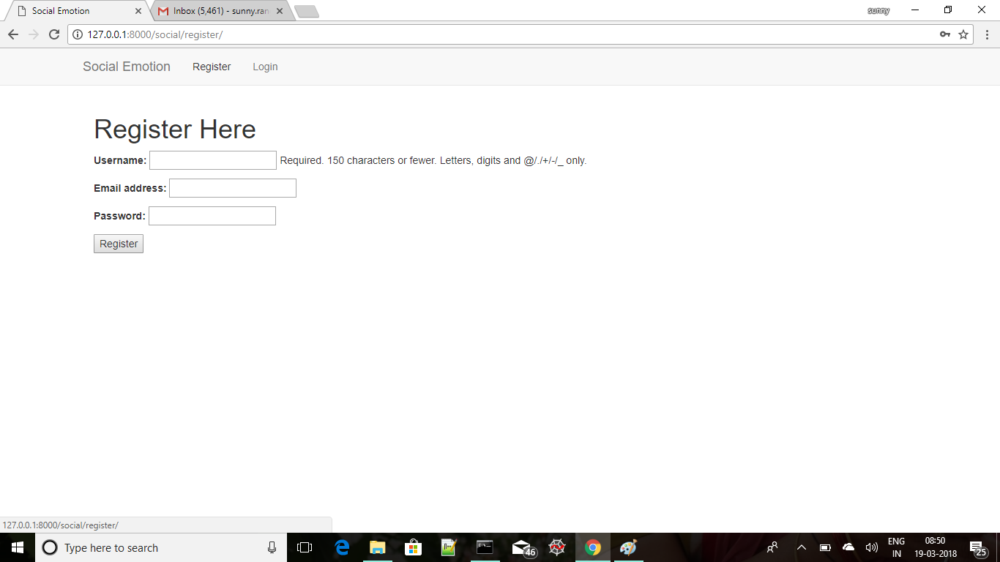 Social Emotion
Inbox (5,461) - sunny.ran
sunny
127.0.0.1:8000/social/register/
Social Emotion Register Login
Register Here
Username: Required. 150 characters or fewer. Letters, digits and @/./+/-/_ only.
Email address:
Password:
Register
127.0.0.1:8000/social/register/
Type here to search
46
ENG
IN
08:50
19-03-2018
25